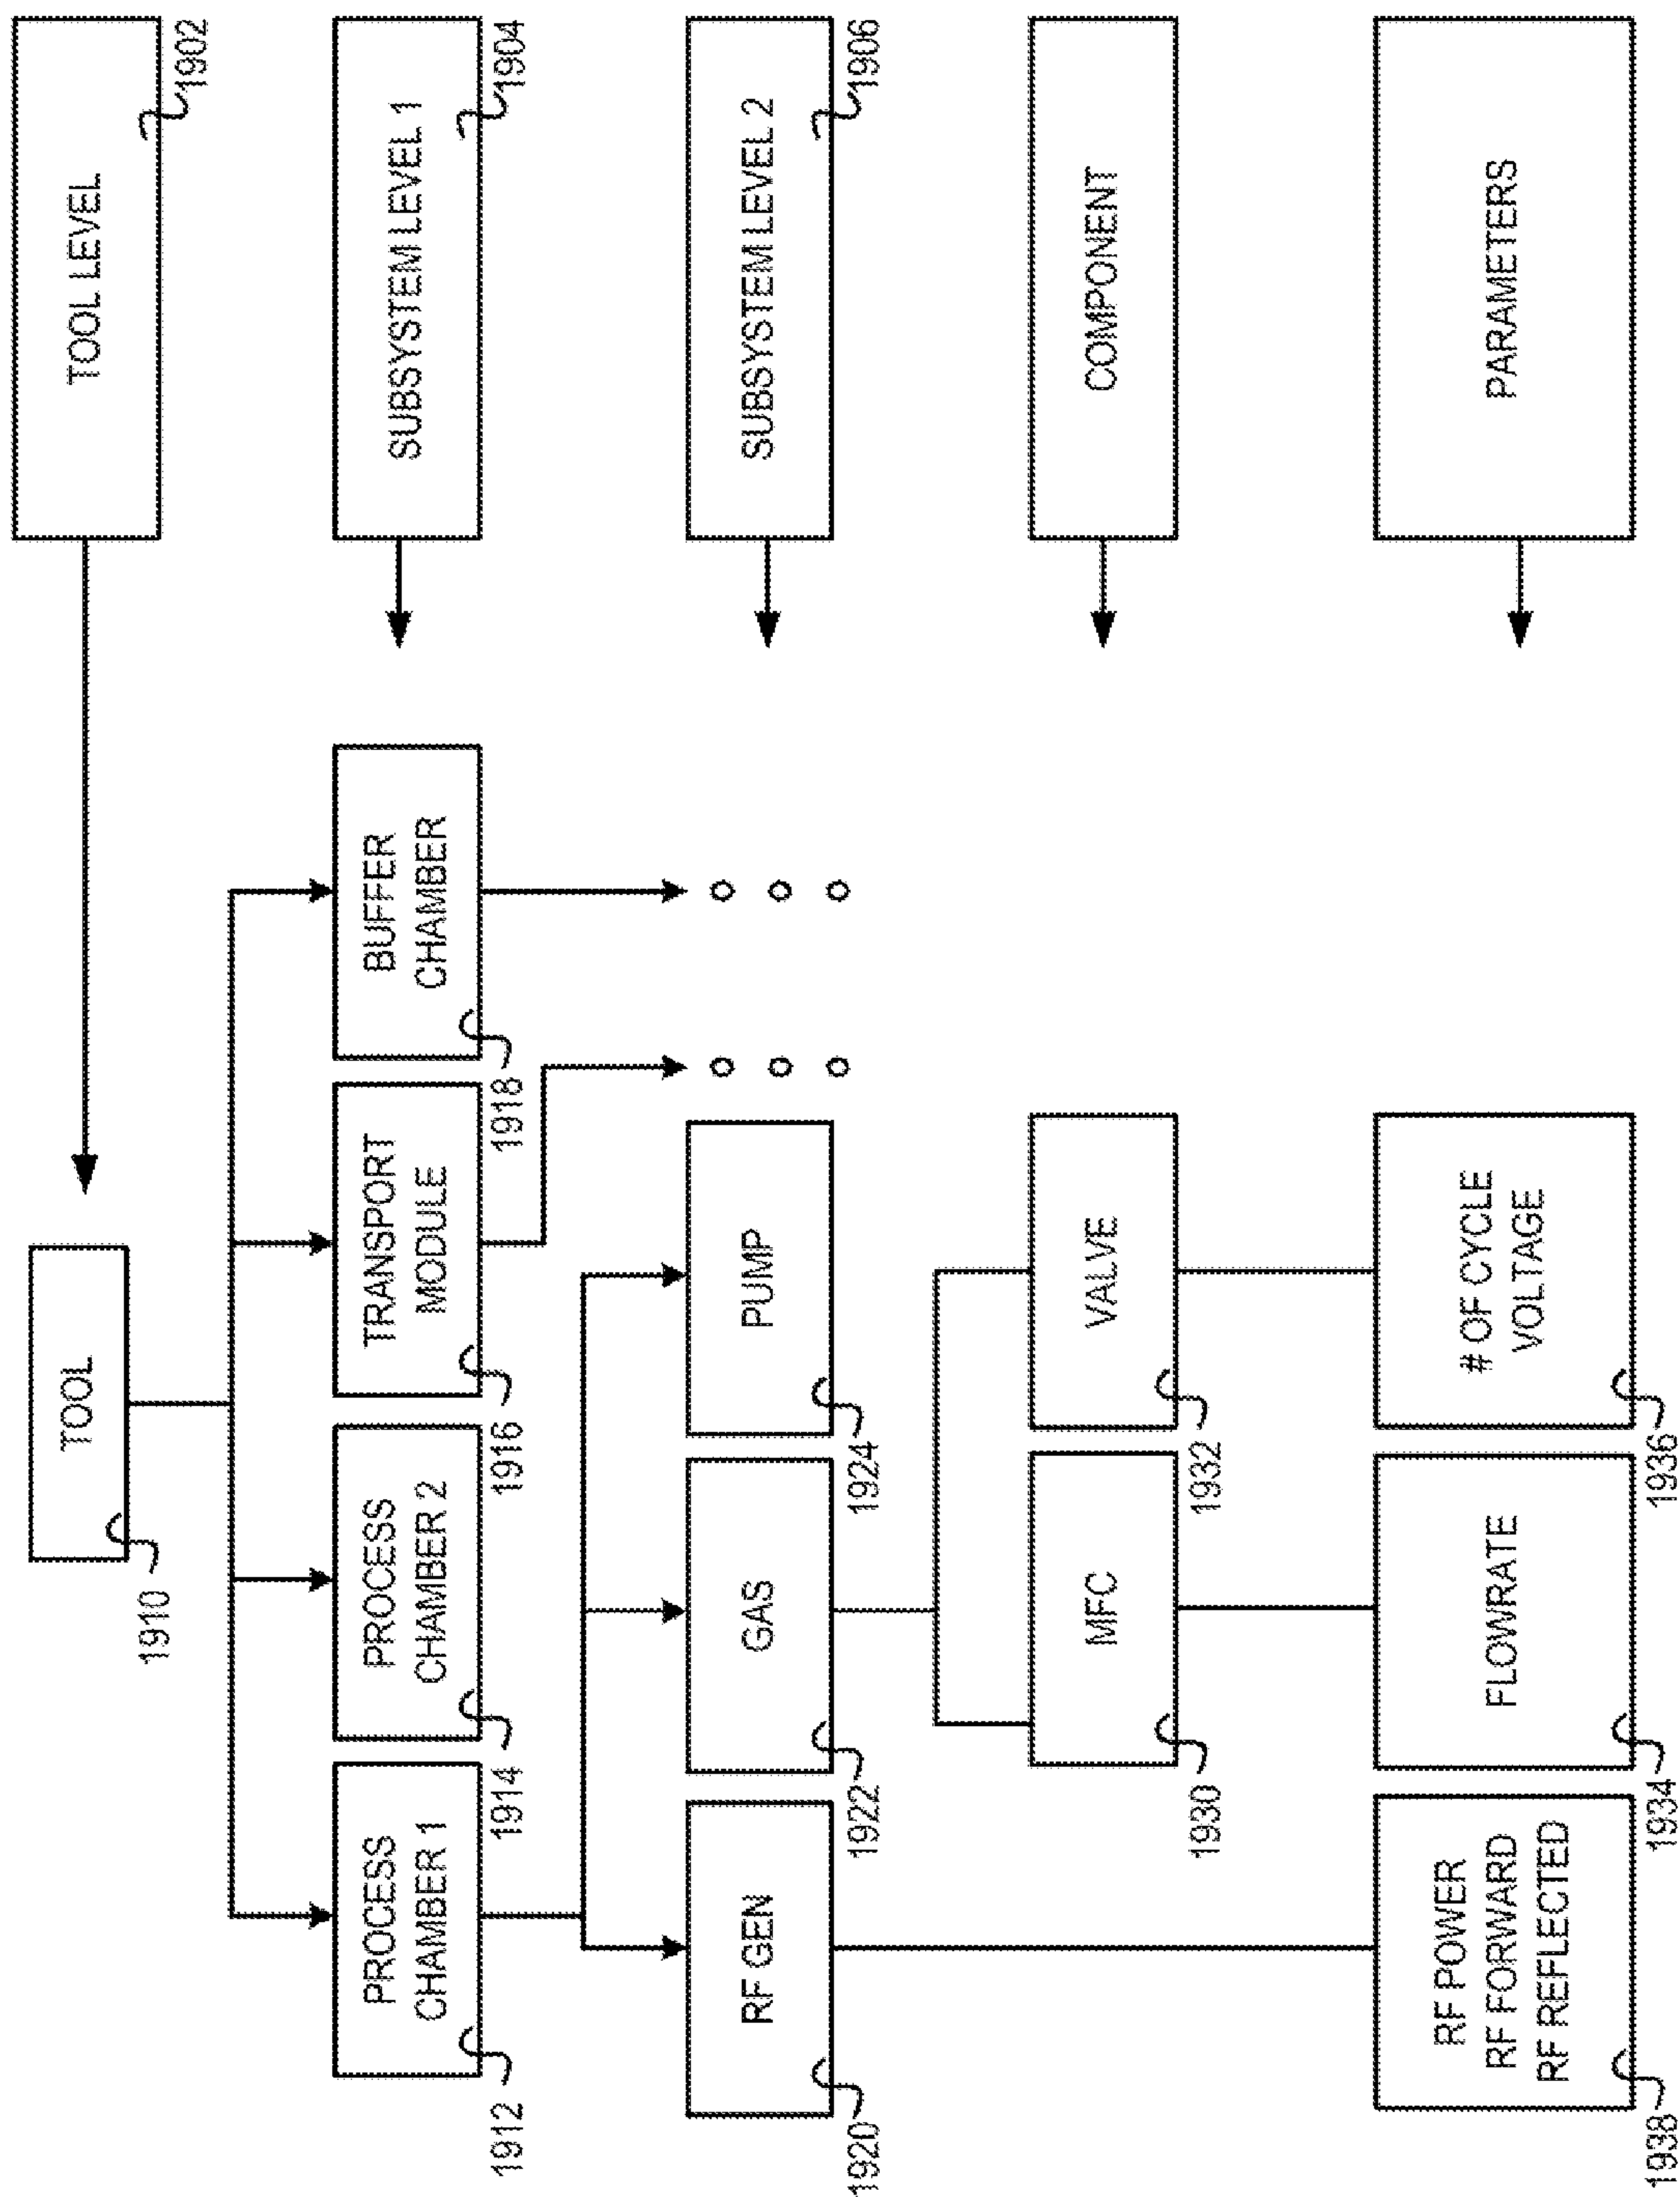 TOOL
1910
TOOL LEVEL
1902
PROCESS
CHAMBER 1
1912
PROCESS
CHAMBER 2
1914
TRANSPORT
MODULE
1916
BUFFER
CHAMBER
1918
SUBSYSTEM LEVEL 1
1904
RF GEN
1920
GAS
1922
PUMP
1924
SUBSYSTEM LEVEL 2
1906
MFC
1930
VALVE
1932
COMPONENT
RF POWER
RF FORWARD
RF REFLECTED
1938
FLOWRATE
1934
# OF CYCLE
VOLTAGE
1936
PARAMETERS